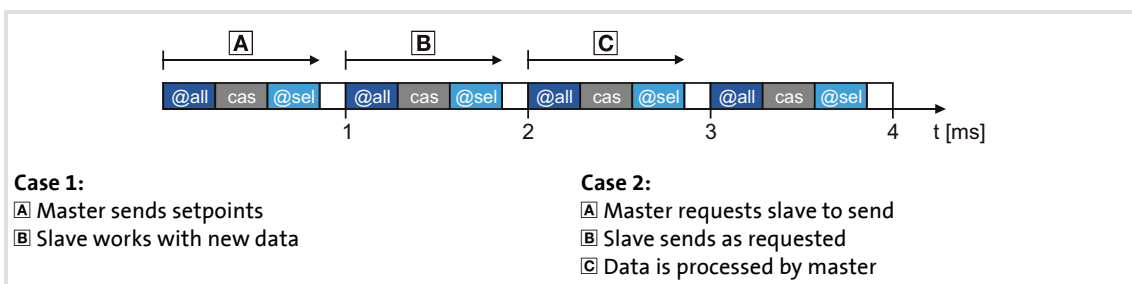 A B C
@all cas @sel @all cas @sel @all cas @sel @all cas @sel
1 2 3 4 t [ms]
Case 1:
A Master sends setpoints
B Slave works with new data
Case 2:
A Master requests slave to send
B Slave sends as requested
C Data is processed by master